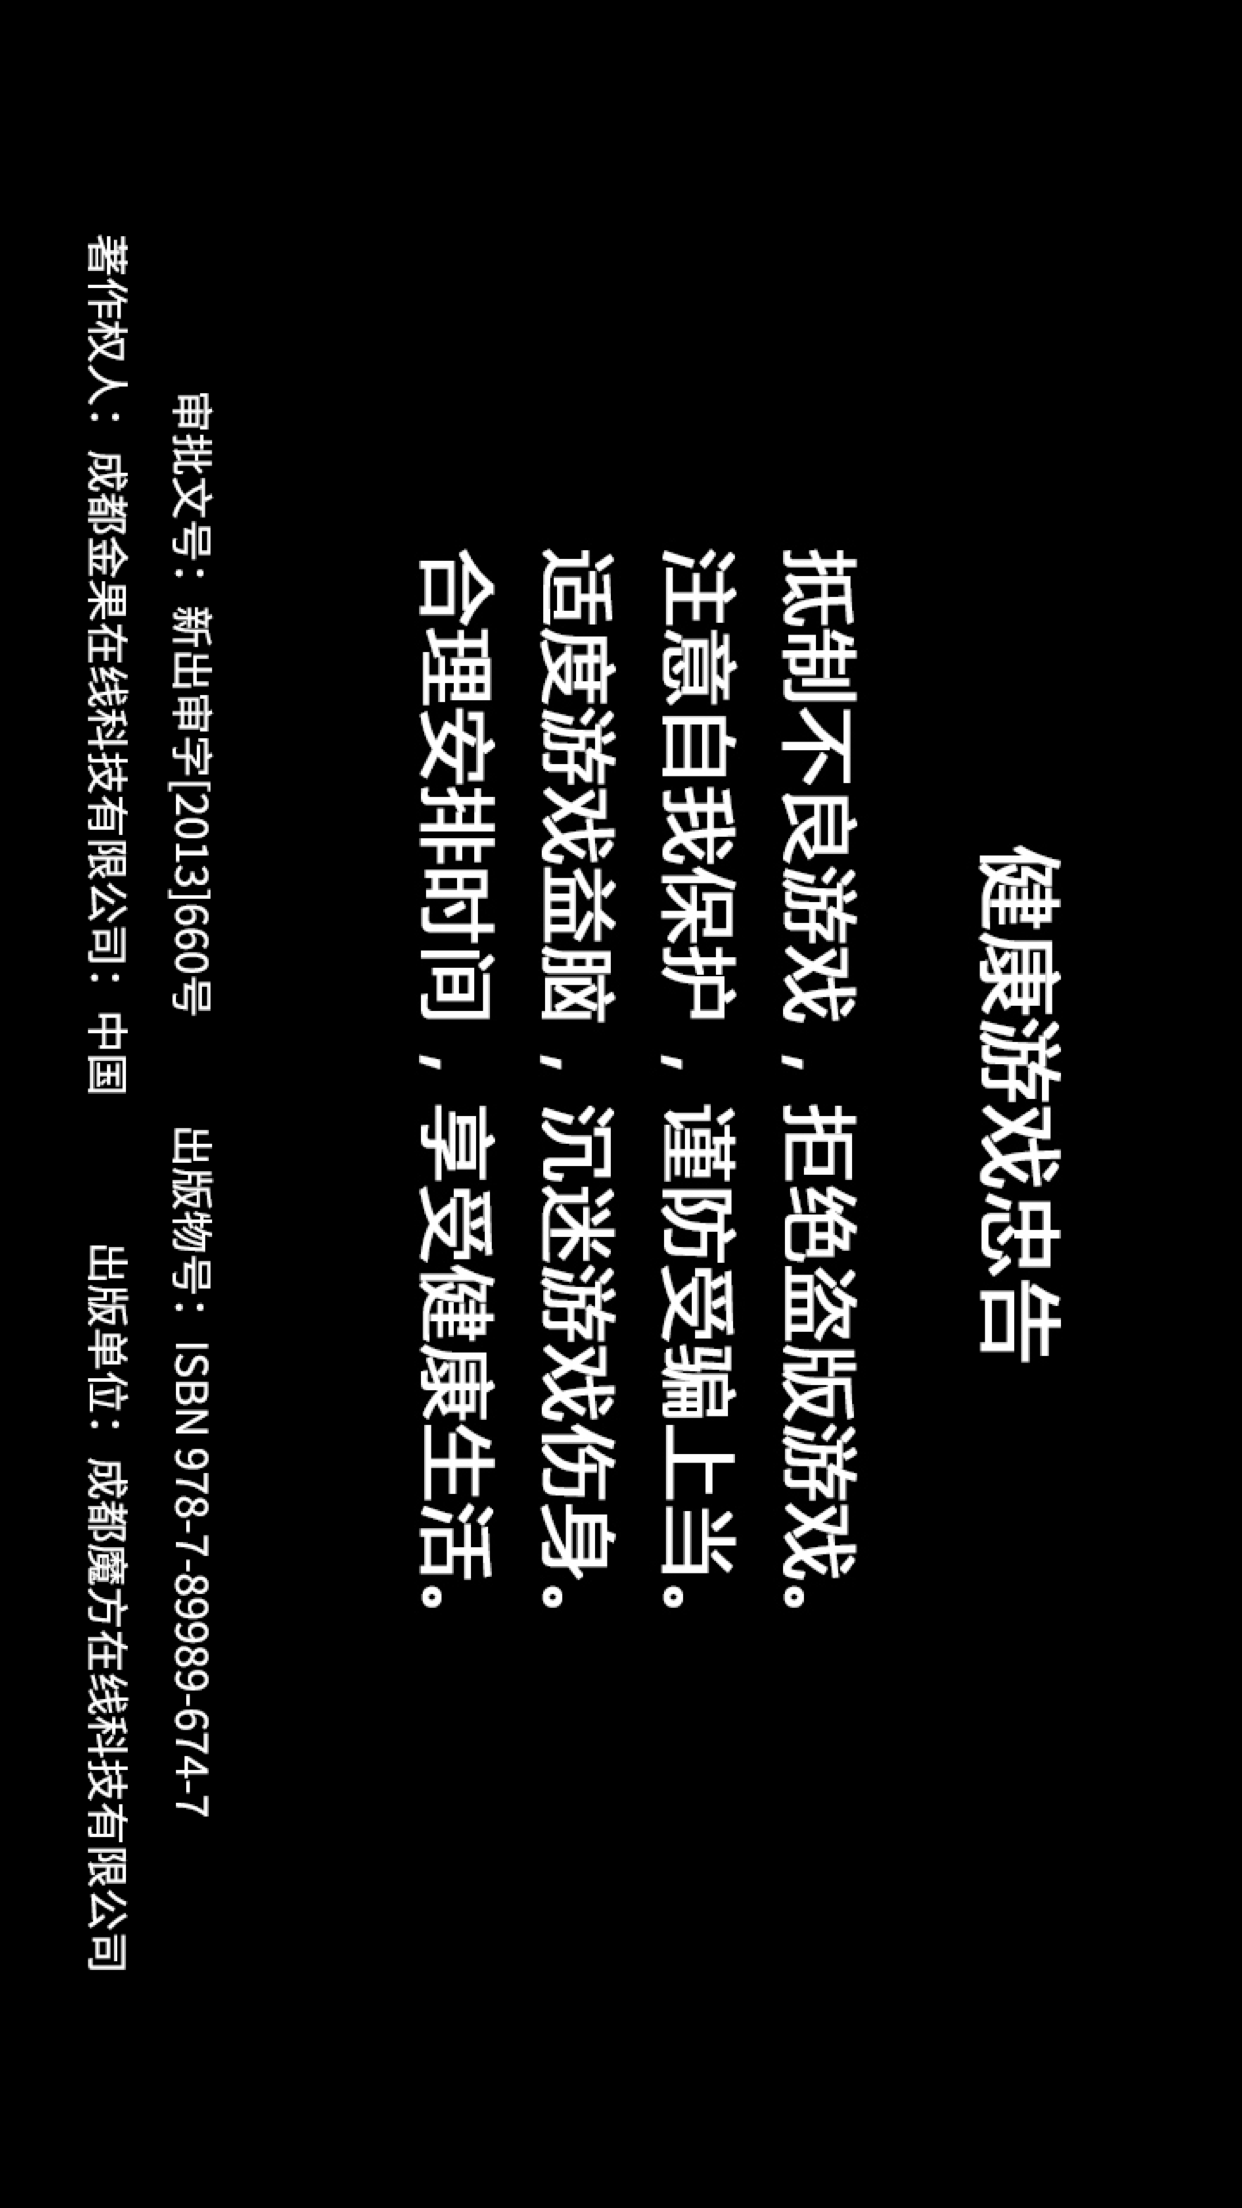 健康游戏忠告
抵制不良游戏，拒绝盗版游戏。
注意自我保护，谨防受骗上当。
适度游戏益脑，沉迷游戏伤身。
合理安排时间，享受健康生活。
审批文号：新出审字[2013]660号 出版物号：ISBN 978-7-89989-674-7
著作权人：成都金果在线科技有限公司：中国 出版单位：成都魔方在线科技有限公司